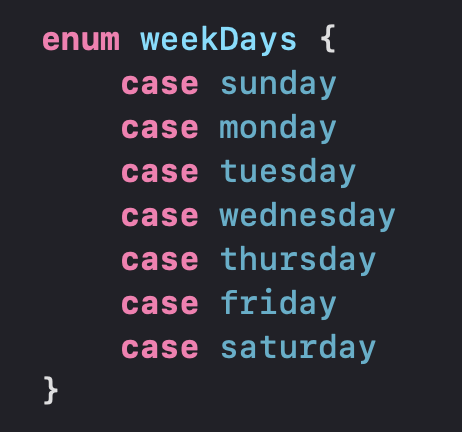 enum weekDays {
    case sunday
    case monday
    case tuesday
    case wednesday
    case thursday
    case friday
    case saturday
}